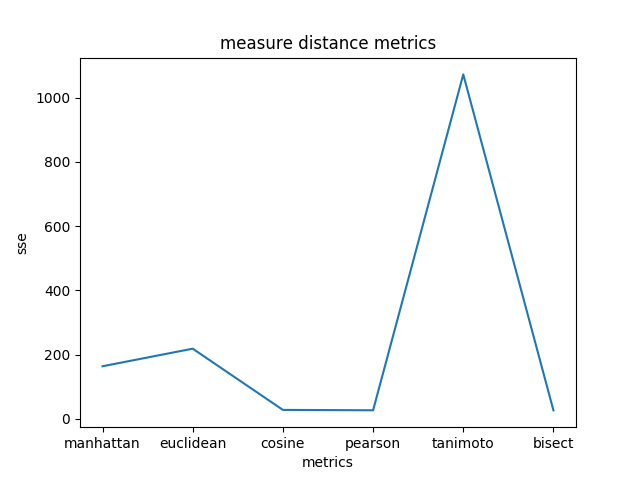 measure distance metrics
1000
800
600
400
200
0
sse
manhattan euclidean cosine pearson tanimoto bisect
metrics